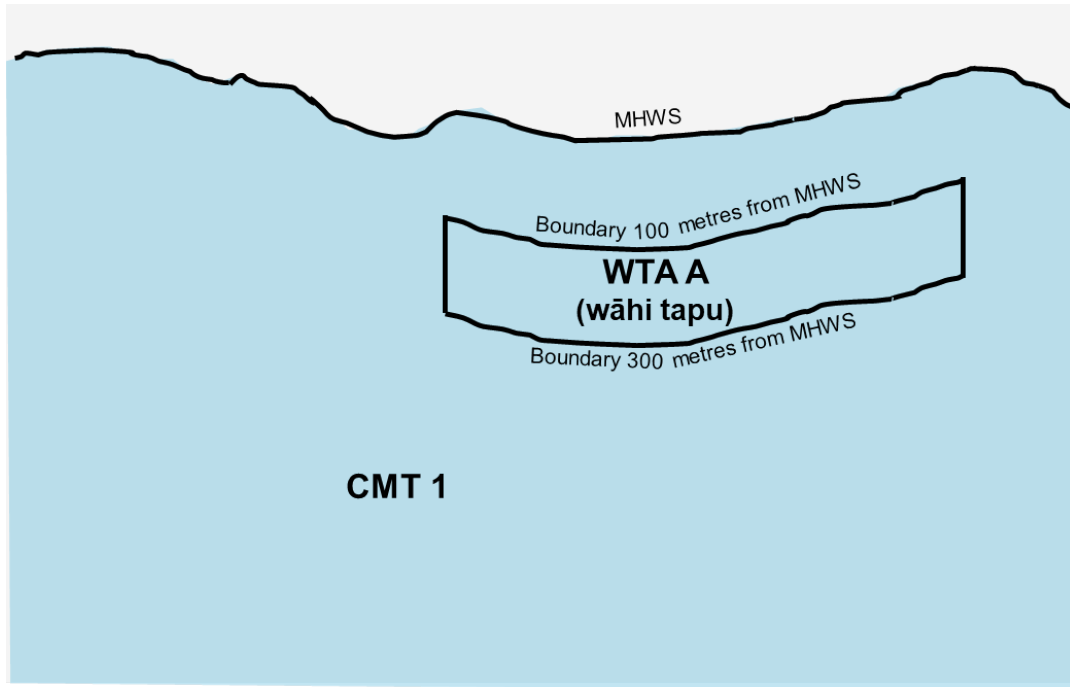 MHWS
Boundary 100 metres from MHWS
WTA A
(wāhi tapu)
Boundary 300 metres from MHWS
CMT 1